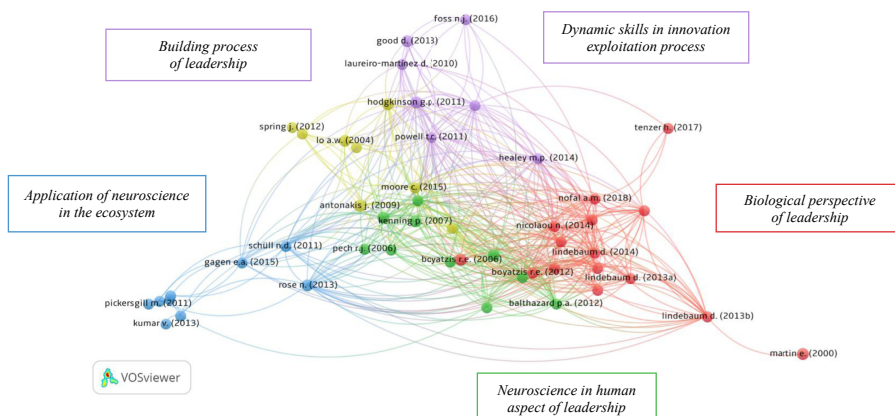 foss n.j. (2016)
Building process
of leadership
good d. (2013)
Dynamic skills in innovation
exploitation process
laureiro-martinez d. (2010)
hodgkinson g.p. (2011)
spring j. (2012)
lo a.w. (2004)
powell t.c. (2011)
tenzer h. (2017)
healey m.p. (2014)
Application of neuroscience
in the ecosystem
moore c. (2015)
nofal a.m. (2018)
Biological perspective
of leadership
antonakis j. (2009)
kenning p. (2007)
nicolaou n. (2014)
schüll n.d. (2011)
pech r.j. (2006)
lindebaum d. (2014)
gagen e.a. (2015)
boyatzis r.e. (2006)
boyatzis r.e. (2012)
lindebaum d. (2013a)
rose n. (2013)
pickersgill m. (2011)
balthazard p.a. (2012)
kumar v. (2013)
lindebaum d. (2013b)
martin e. (2000)
VOSviewer
Neuroscience in human
aspect of leadership